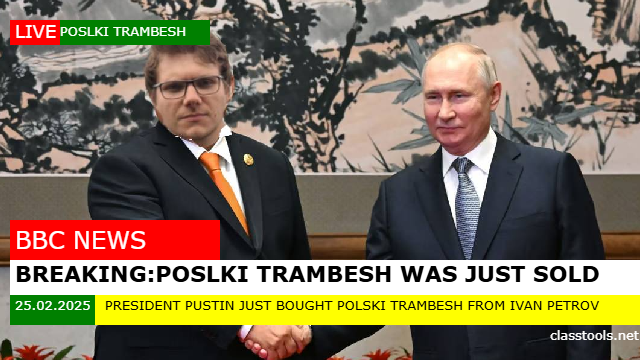 LIVE POSLKI TRAMBESH
BBC NEWS
BREAKING:POSLKI TRAMBESH WAS JUST SOLD
25.02.2025 PRESIDENT PUSTIN JUST BOUGHT POLSKI TRAMBESH FROM IVAN PETROV
classtools.net